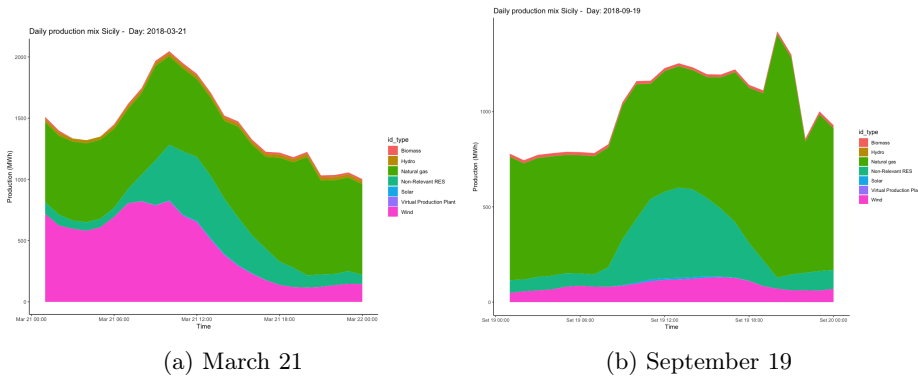 Daily production mix Sicily - Day: 2018-03-21
Production (MWh)
2000
1500
1000
500
0
Mar 21 00:00 Mar 21 06:00 Mar 21 12:00 Mar 21 18:00 Mar 22 00:00
Time
id_type
Biomass
Hydro
Natural gas
Non-Relevant RES
Solar
Virtual Production Plant
Wind
(a) March 21
Daily production mix Sicily - Day: 2018-09-19
Production (MWh)
1000
500
0
Set 19 00:00 Set 19 06:00 Set 19 12:00 Set 19 18:00 Set 20 00:00
Time
id_type
Biomass
Hydro
Natural gas
Non-Relevant RES
Solar
Virtual Production Plan
Wind
(b) September 19